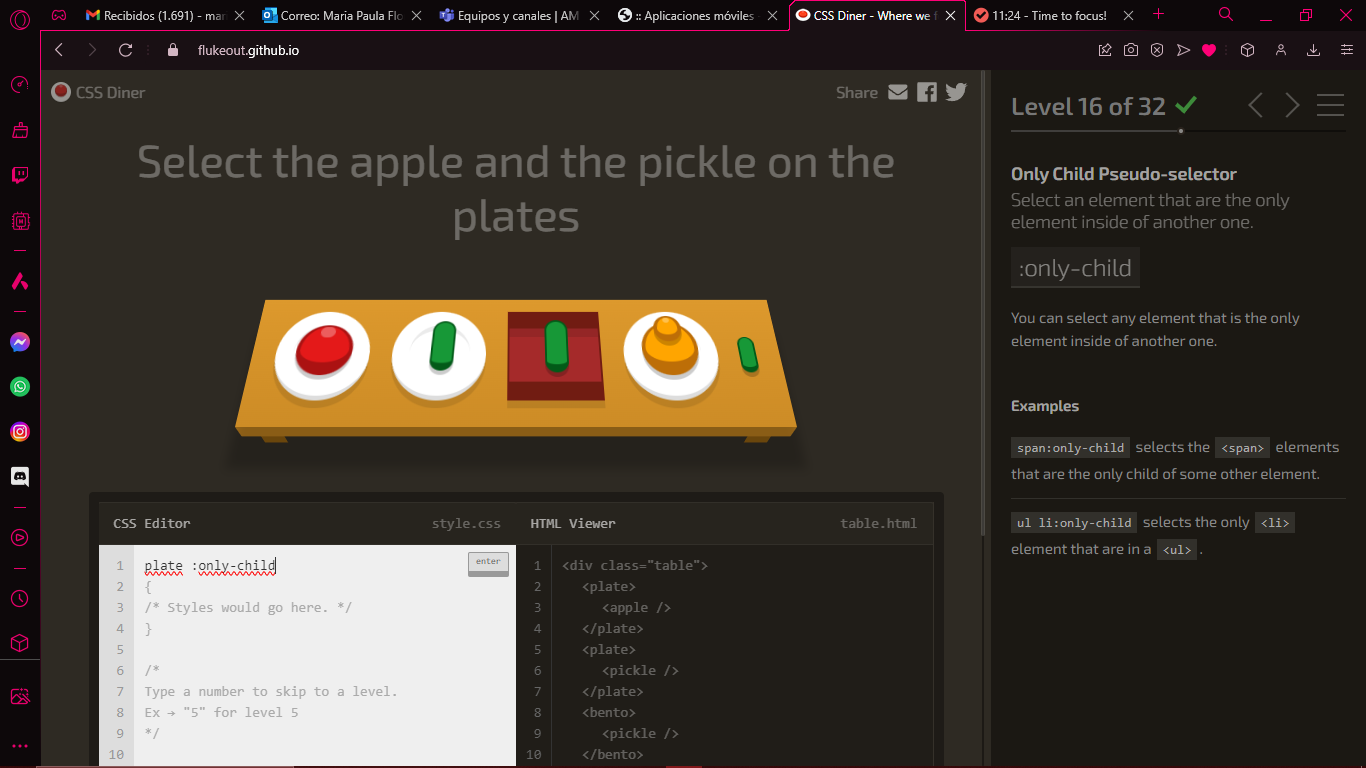 Recibidos (1.691) - mar
Correo: Maria Paula Flo
Equipos y canales | AM
:: Aplicaciones móviles -
CSS Diner - Where we f
11:24 - Time to focus!
flukeout.github.io
CSS Diner
Share
Select the apple and the pickle on the
plates
CSS Editor
style.css
HTML Viewer
table.html
enter
1 plate :only-child
2 {
3 /* Styles would go here. */
4 }
5
6 /*
7 Type a number to skip to a level.
8 Ex → "5" for level 5
9 */
10
1 <div class="table">
2 <plate>
3 <apple />
4 </plate>
5 <plate>
6 <pickle />
7 </plate>
8 <bento>
9 <pickle />
10 </bento>
Level 16 of 32
Only Child Pseudo-selector
Select an element that are the only
element inside of another one.
:only-child
You can select any element that is the only
element inside of another one.
Examples
span:only-child selects the <span> elements
that are the only child of some other element.
ul li:only-child selects the only <li>
element that are in a <ul> .